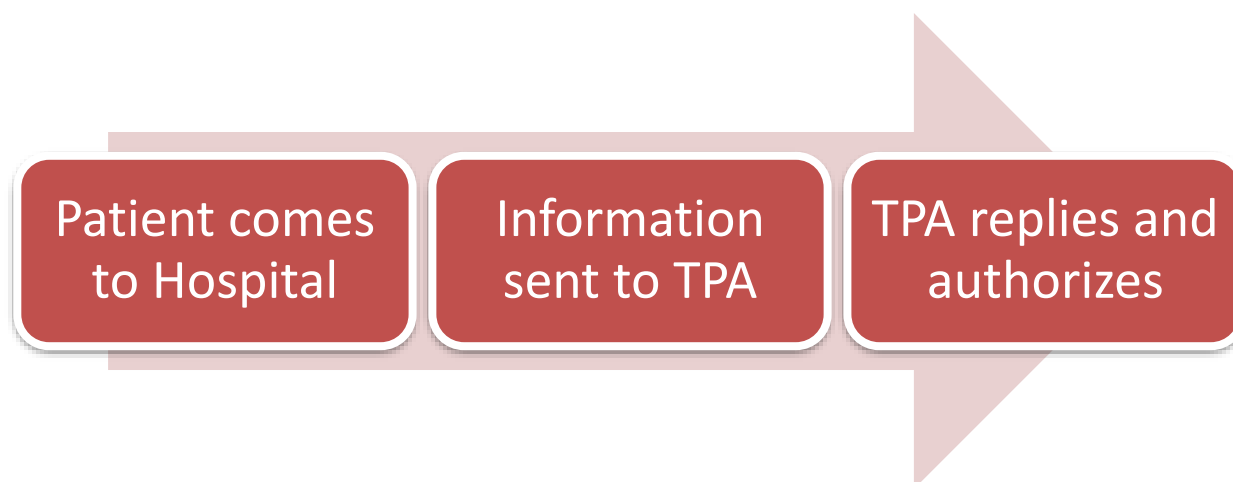 Patient comes
to Hospital
Information
sent to TPA
TPA replies and
authorizes